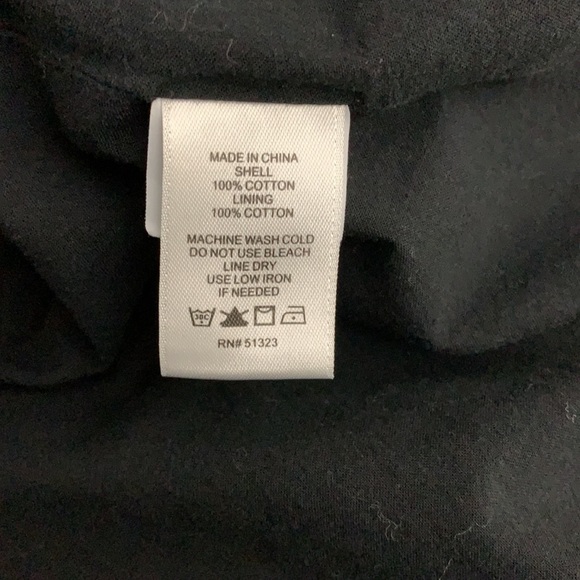 MADE IN CHINA
SHELL
100% COTTON
LINING
100% COTTON
MACHINE WASH COLD
DO NOT USE BLEACH
LINE DRY
USE LOW IRON
IF NEEDED
30C
RN# 51323